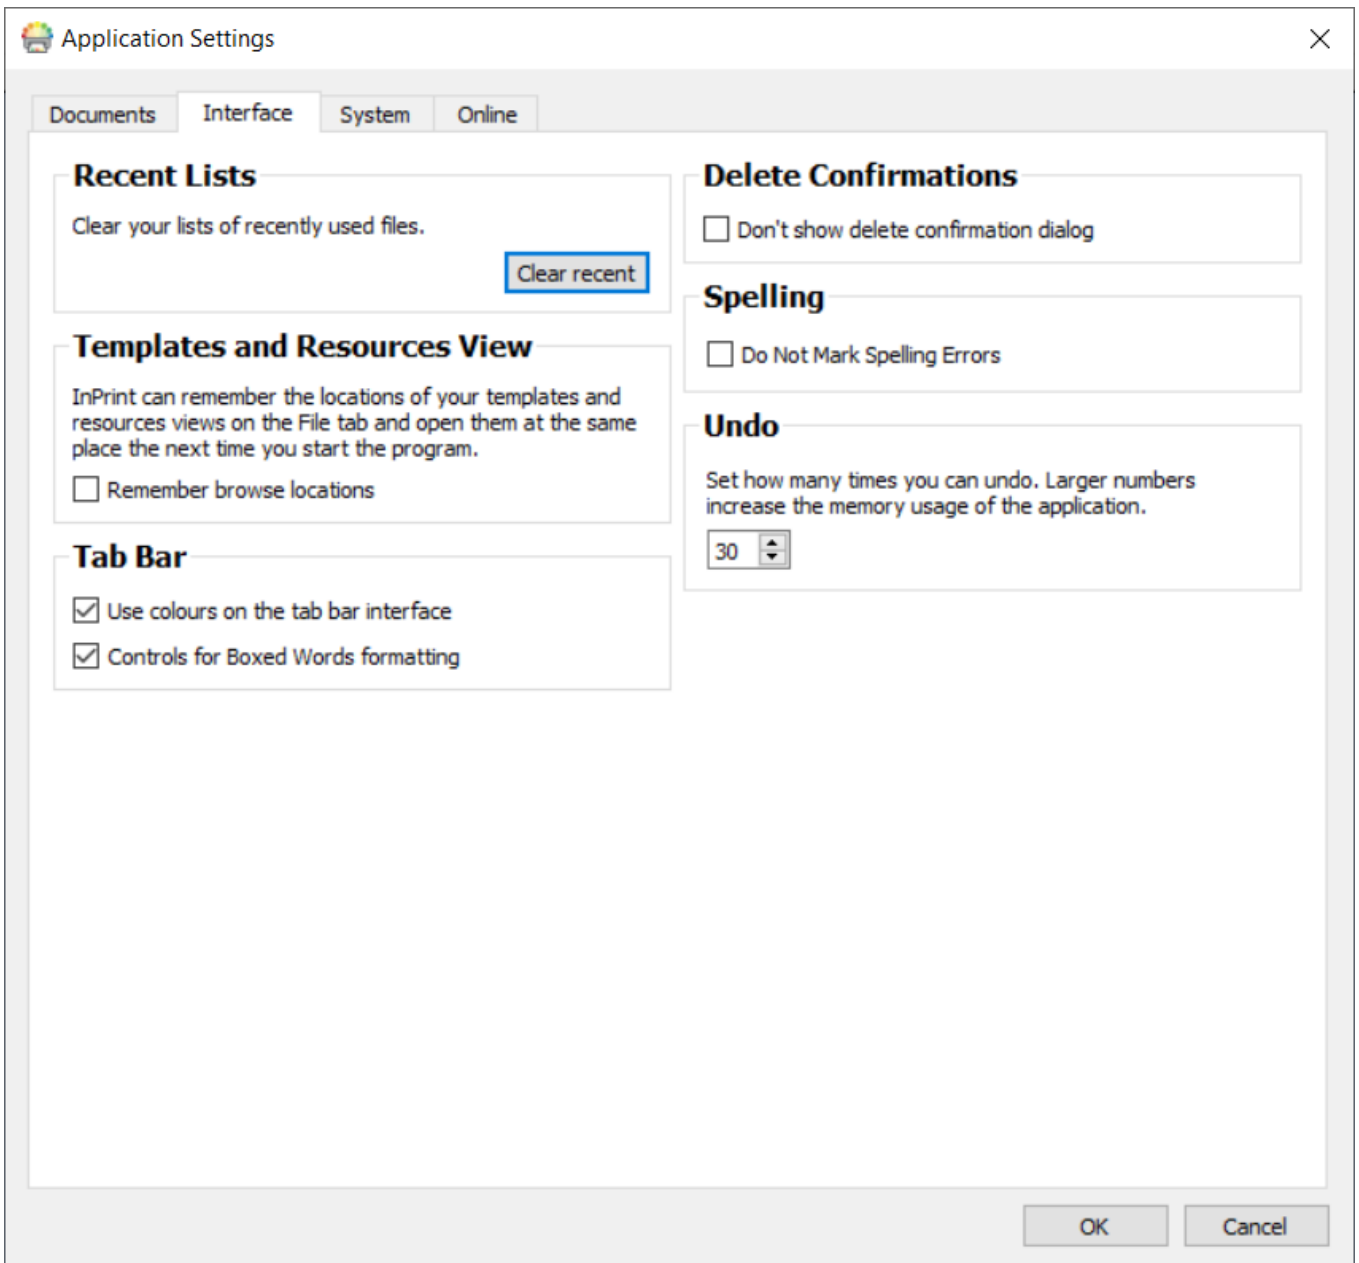 Application Settings
Documents
Interface
System
Online
Recent Lists
Clear your lists of recently used files.
Clear recent
Templates and Resources View
InPrint can remember the locations of your templates and
resources views on the File tab and open them at the same
place the next time you start the program.
Remember browse locations
Tab Bar
Use colours on the tab bar interface
Controls for Boxed Words formatting
Delete Confirmations
Don't show delete confirmation dialog
Spelling
Do Not Mark Spelling Errors
Undo
Set how many times you can undo. Larger numbers
increase the memory usage of the application.
30
OK
Cancel